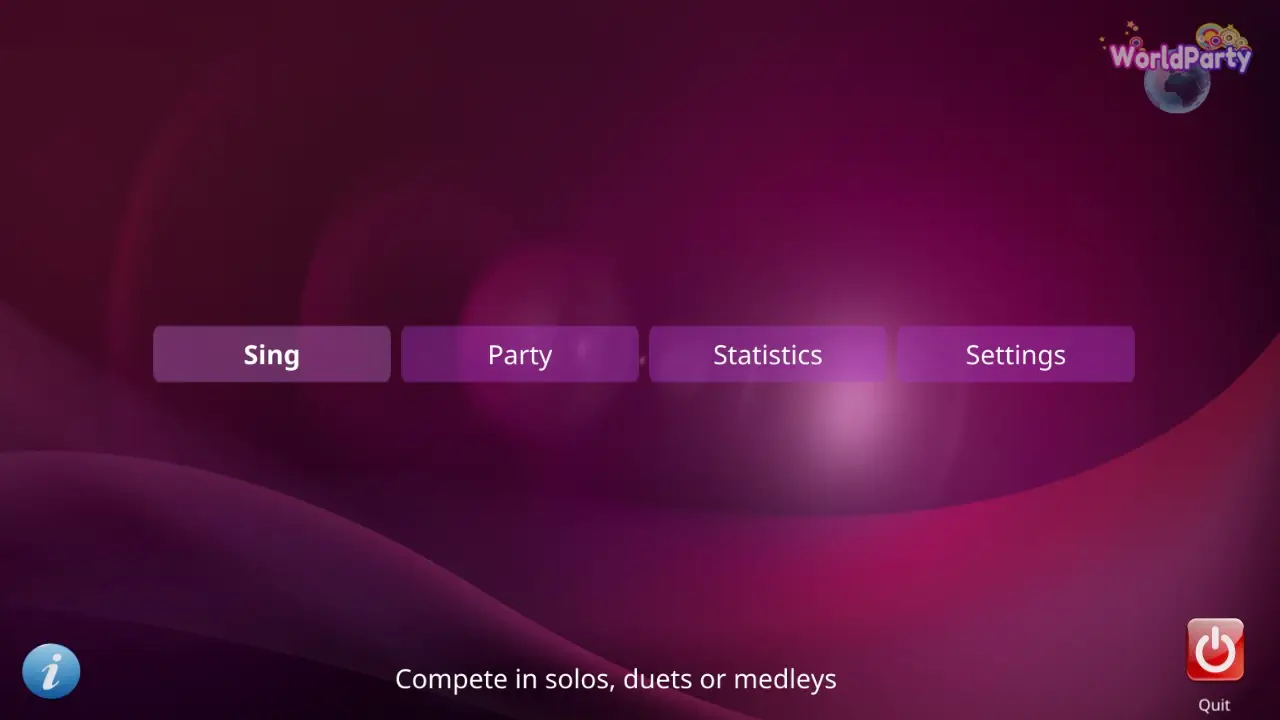 WorldParty
Sing
Party
Statistics
Settings
Compete in solos, duets or medleys
Quit